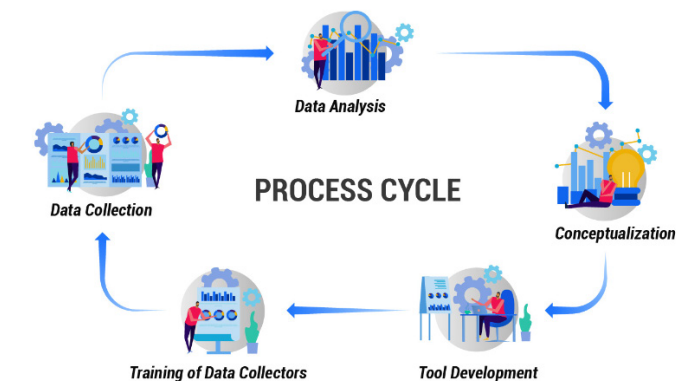 Data Analysis
Data Collection
PROCESS CYCLE
Conceptualization
Training of Data Collectors
Tool Development